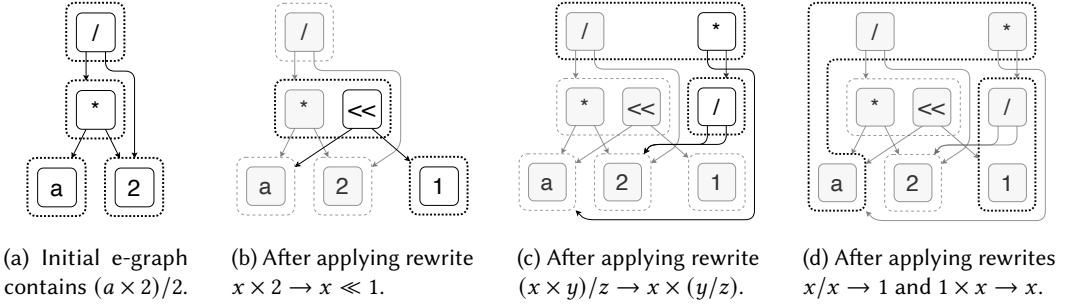 /
*
a
2
/
*
<<
a
2
1
/
*
*
<<
/
a
2
1
/
*
*
<<
/
a
2
1
(a) Initial e-graph
contains (a × 2)/2.
(b) After applying rewrite
x × 2 → x ≪ 1.
(c) After applying rewrite
(x × y)/z → x × (y/z).
(d) After applying rewrites
x/x → 1 and 1 × x → x.